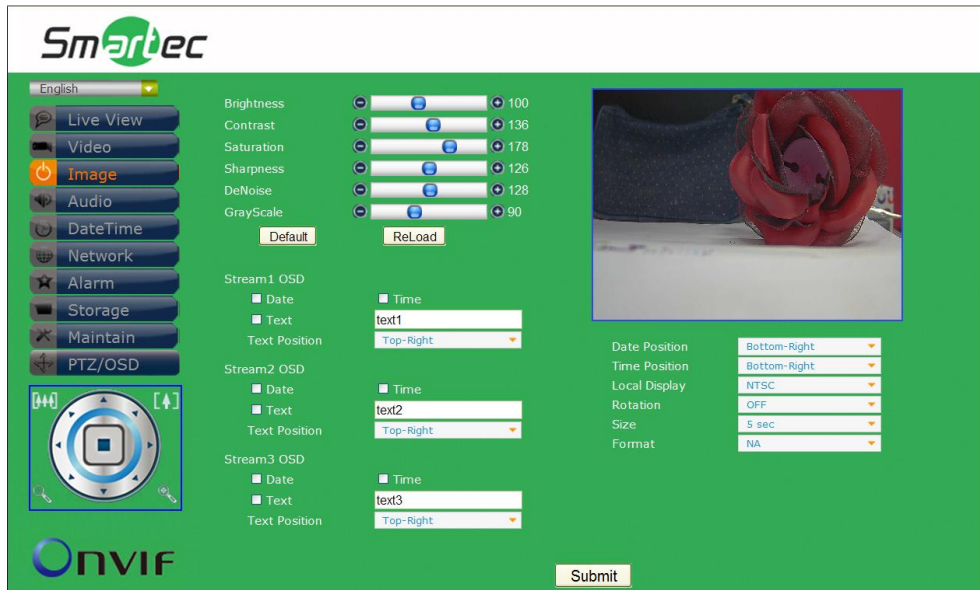 Smartec
English
Live View
Video
Image
Audio
DateTime
Network
Alarm
Storage
Maintain
PTZ/OSD
Onvif
Brightness 100
Contrast 136
Saturation 178
Sharpness 126
DeNoise 128
GrayScale 90
Default ReLoad
Stream1 OSD
Date Time
Text text1
Text Position Top-Right
Stream2 OSD
Date Time
Text text2
Text Position Top-Right
Stream3 OSD
Date Time
Text text3
Text Position Top-Right
Date Position Bottom-Right
Time Position Bottom-Right
Local Display NTSC
Rotation OFF
Size 5 sec
Format NA
Submit